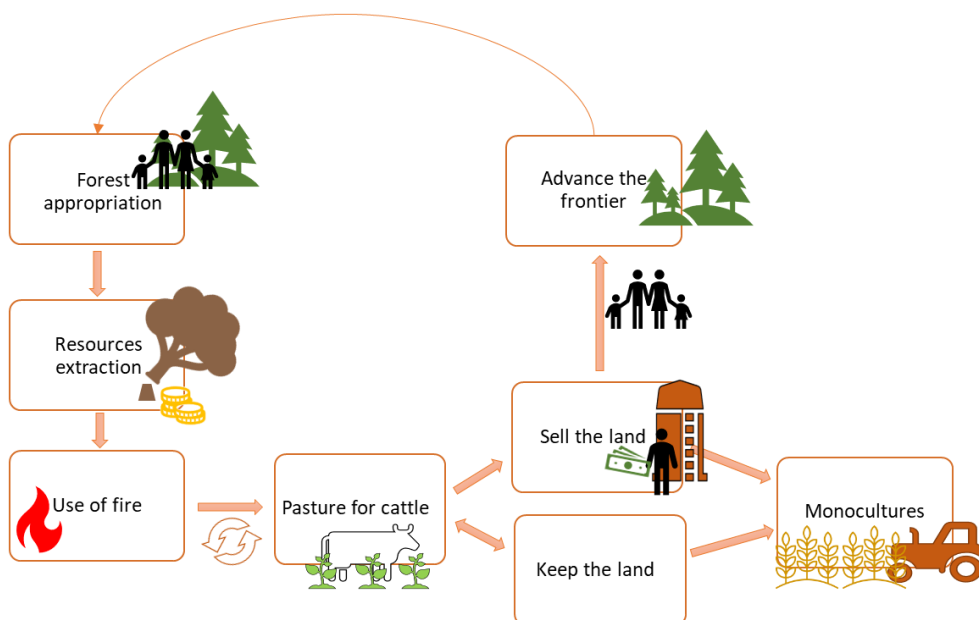 Forest
appropriation
Advance the
frontier
Resources
extraction
Sell the land
Use of fire
Pasture for cattle
Monocultures
Keep the land